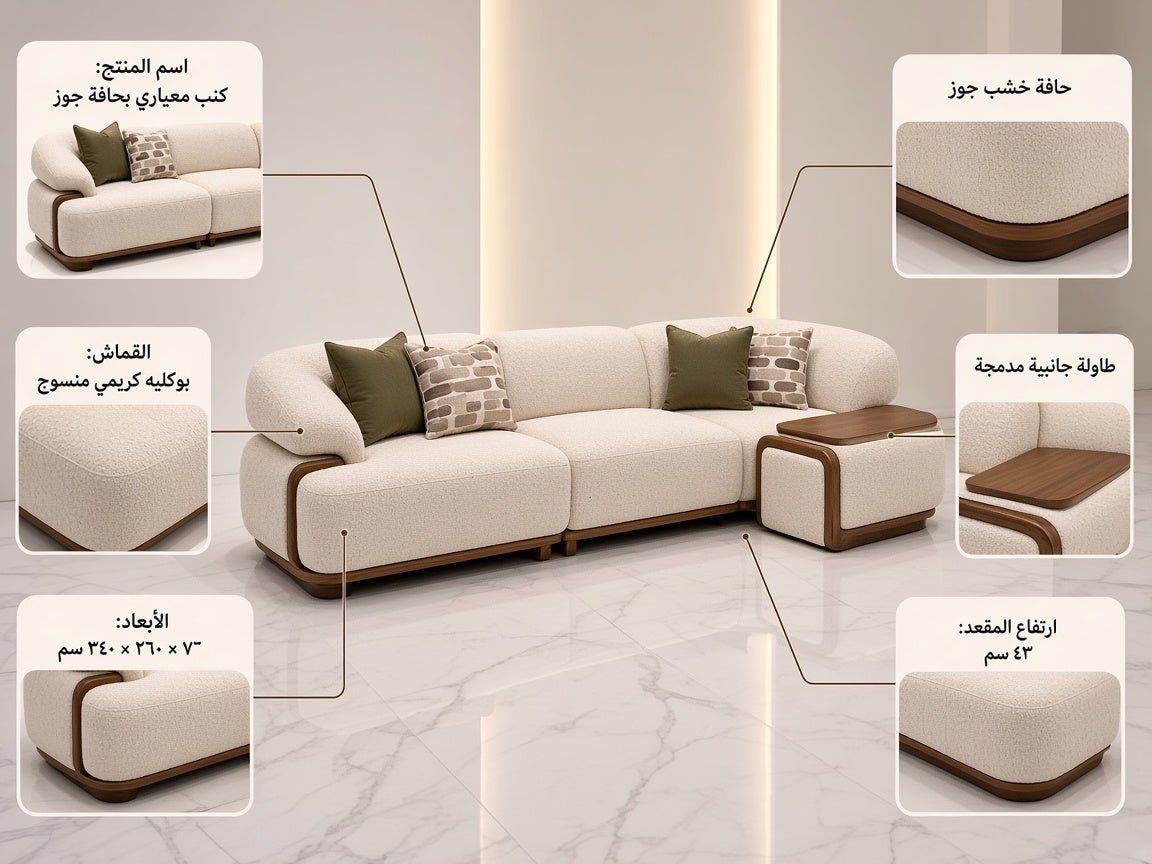 اسم المنتج:
كنب معياري بحافة جوز
القماش:
بوكليه كريمي منسوج
الأبعاد:
× ٢٦٠ × ٣٤٠ سم
حافة خشب جوز
طاولة جانبية مدمجة
ارتفاع المقعد:
٤٣ سم